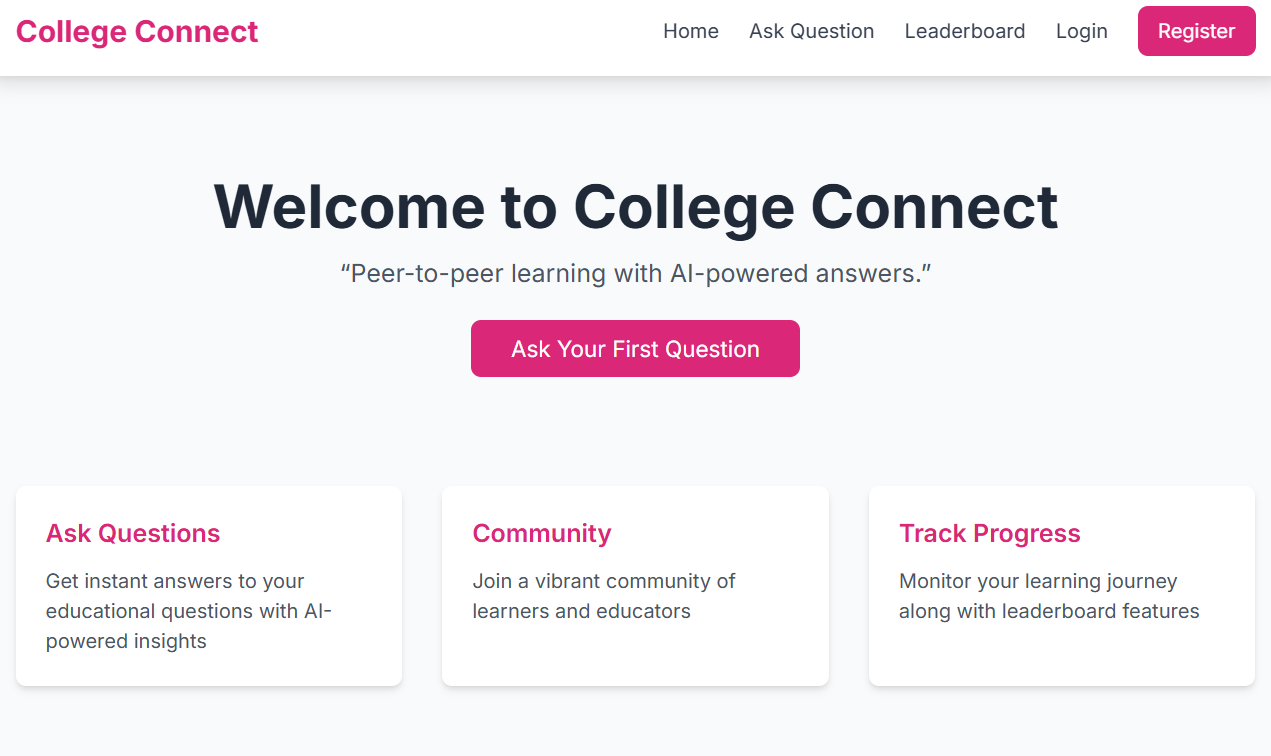 College Connect
Home Ask Question Leaderboard Login Register
Welcome to College Connect
“Peer-to-peer learning with AI-powered answers.”
Ask Your First Question
Ask Questions
Get instant answers to your
educational questions with AI-
powered insights
Community
Join a vibrant community of
learners and educators
Track Progress
Monitor your learning journey
along with leaderboard features